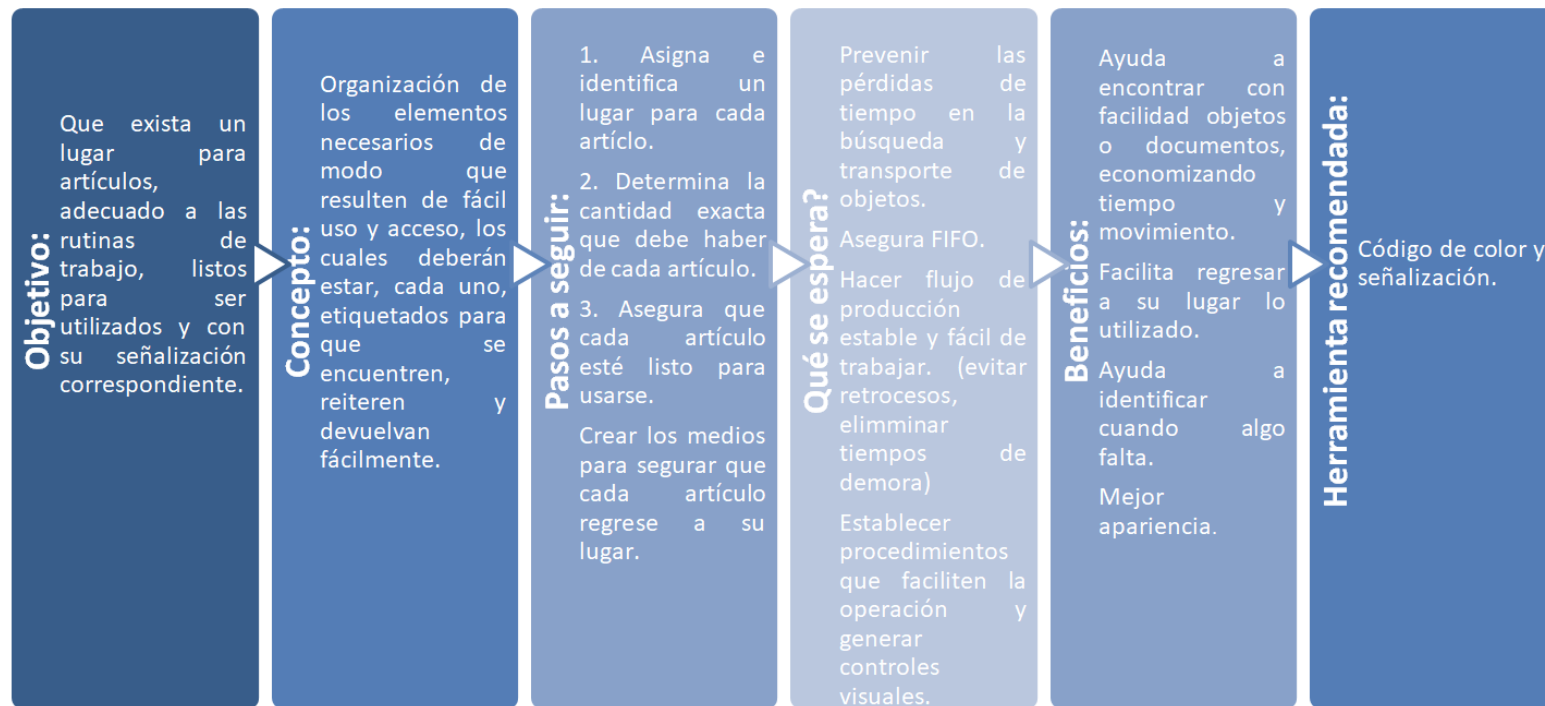 Objetivo:
Que exista un
lugar para
artículos,
adecuado a las
rutinas de
trabajo, listos
para ser
utilizados y con
su señalización
correspondiente.
Concepto:
Organización de
los elementos
necesarios de
modo que
resulten de fácil
uso y acceso, los
cuales deberán
estar, cada uno,
etiquetados para
que se
encuentren,
reiteren y
devuelvan
fácilmente.
Pasos a seguir:
1. Asigna e
identifica un
lugar para cada
artíclo.
2. Determina la
cantidad exacta
que debe haber
de cada artículo.
3. Asegura que
cada artículo
esté listo para
usarse.
Crear los medios
para segurar que
cada artículo
regrese a su
lugar.
Qué se espera?
Prevenir las
pérdidas de
tiempo en la
búsqueda y
transporte de
objetos.
Asegura FIFO.
Hacer flujo de
producción
estable y fácil de
trabajar. (evitar
retrocesos,
elimminar
tiempos de
demora)
Establecer
procedimientos
que faciliten la
operación y
generar
controles
visuales.
Beneficios:
Ayuda a
encontrar con
facilidad objetos
o documentos,
economizando
tiempo y
movimiento.
Facilita regresar
a su lugar lo
utilizado.
Ayuda a
identificar
cuando algo
falta.
Mejor
apariencia.
Herramienta recomendada:
Código de color y
señalización.